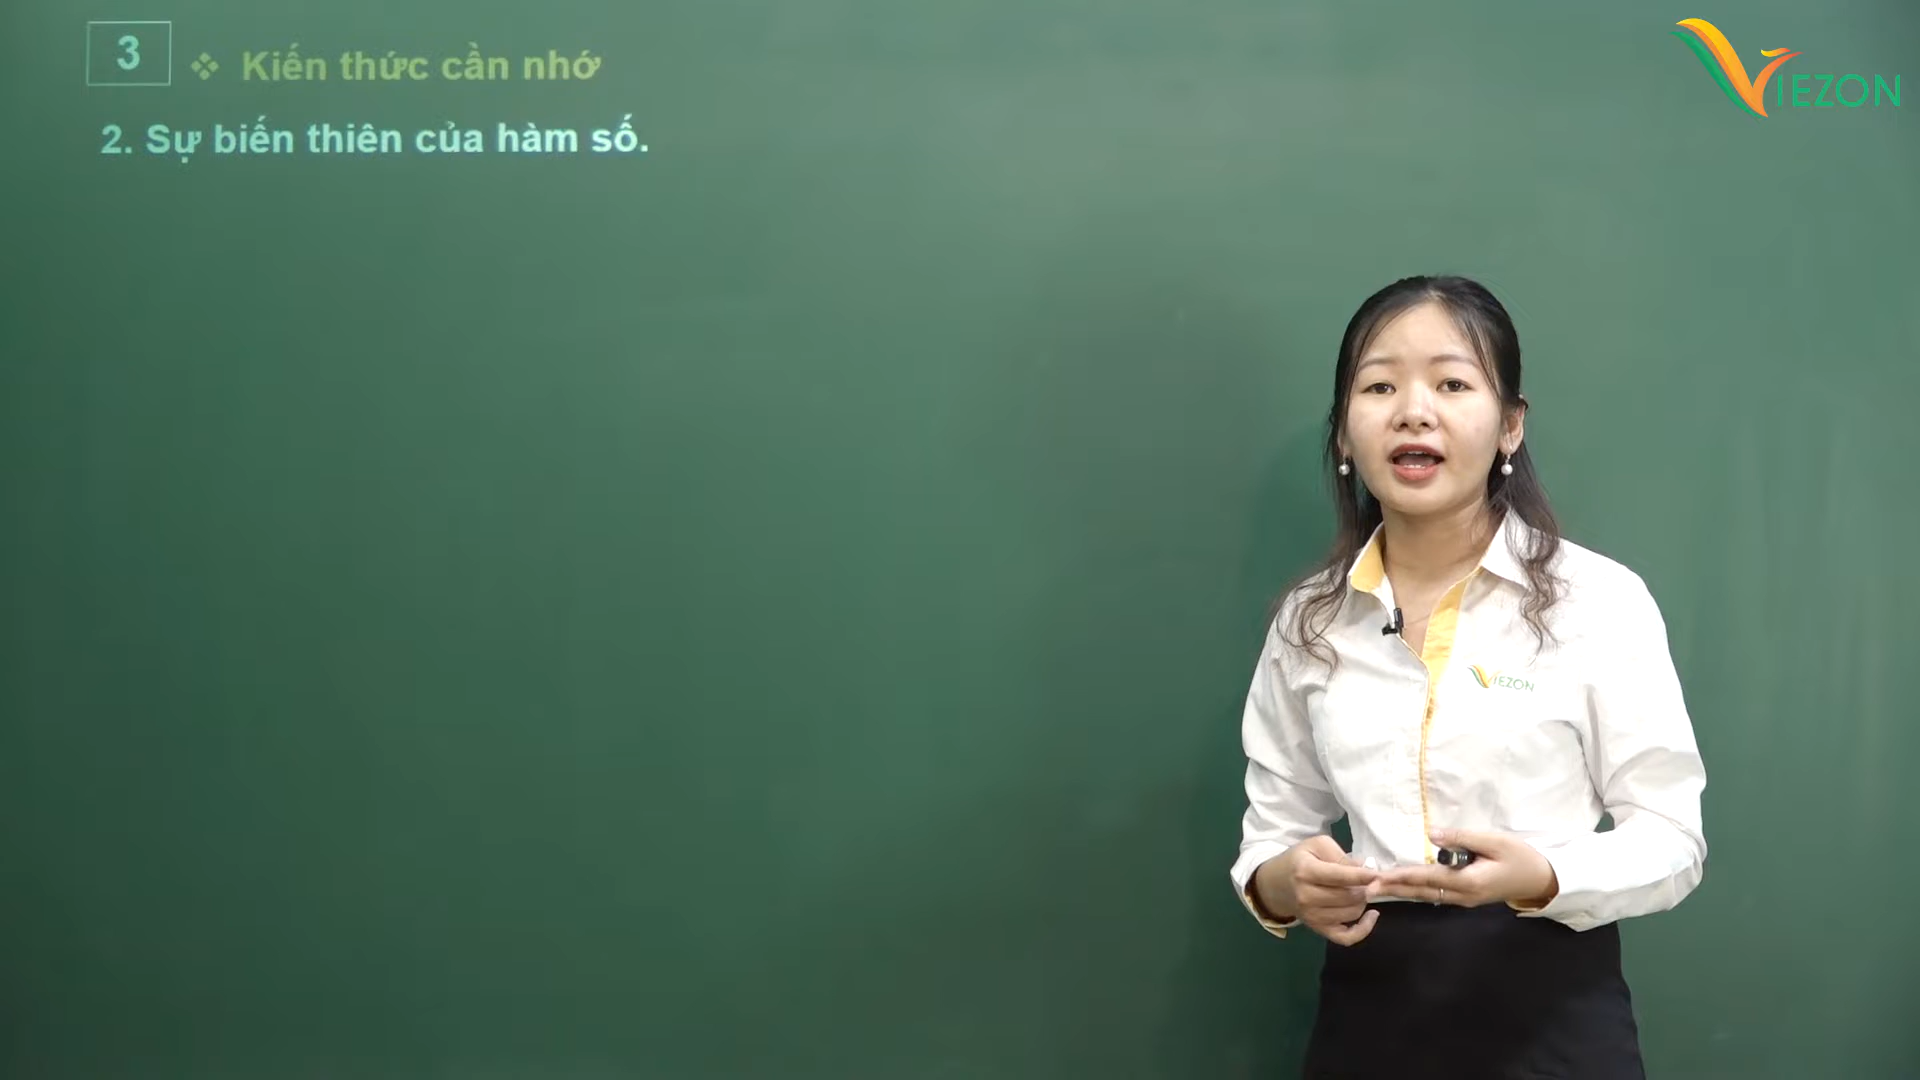 3
❖ Kiến thức cần nhớ
2. Sự biến thiên của hàm số.
VIEZON
VIEZON